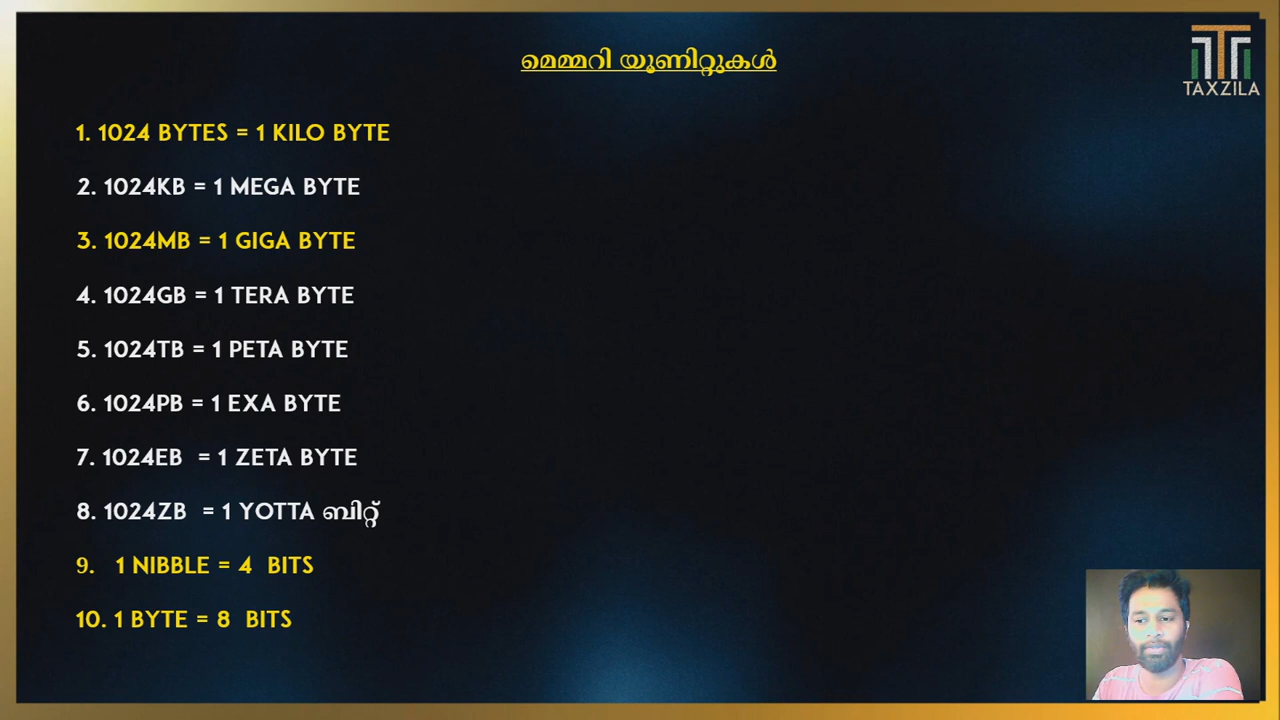 മെമ്മറി യൂണിറ്റുകൾ
TAXZILA
1. 1024 BYTES = 1 KILO BYTE
2. 1024KB = 1 MEGA BYTE
3. 1024MB = 1 GIGA BYTE
4. 1024GB = 1 TERA BYTE
5. 1024TB = 1 PETA BYTE
6. 1024PB = 1 EXA BYTE
7. 1024EB = 1 ZETA BYTE
8. 1024ZB = 1 YOTTA ബിറ്റ്
9. 1 NIBBLE = 4 BITS
10. 1 BYTE = 8 BITS